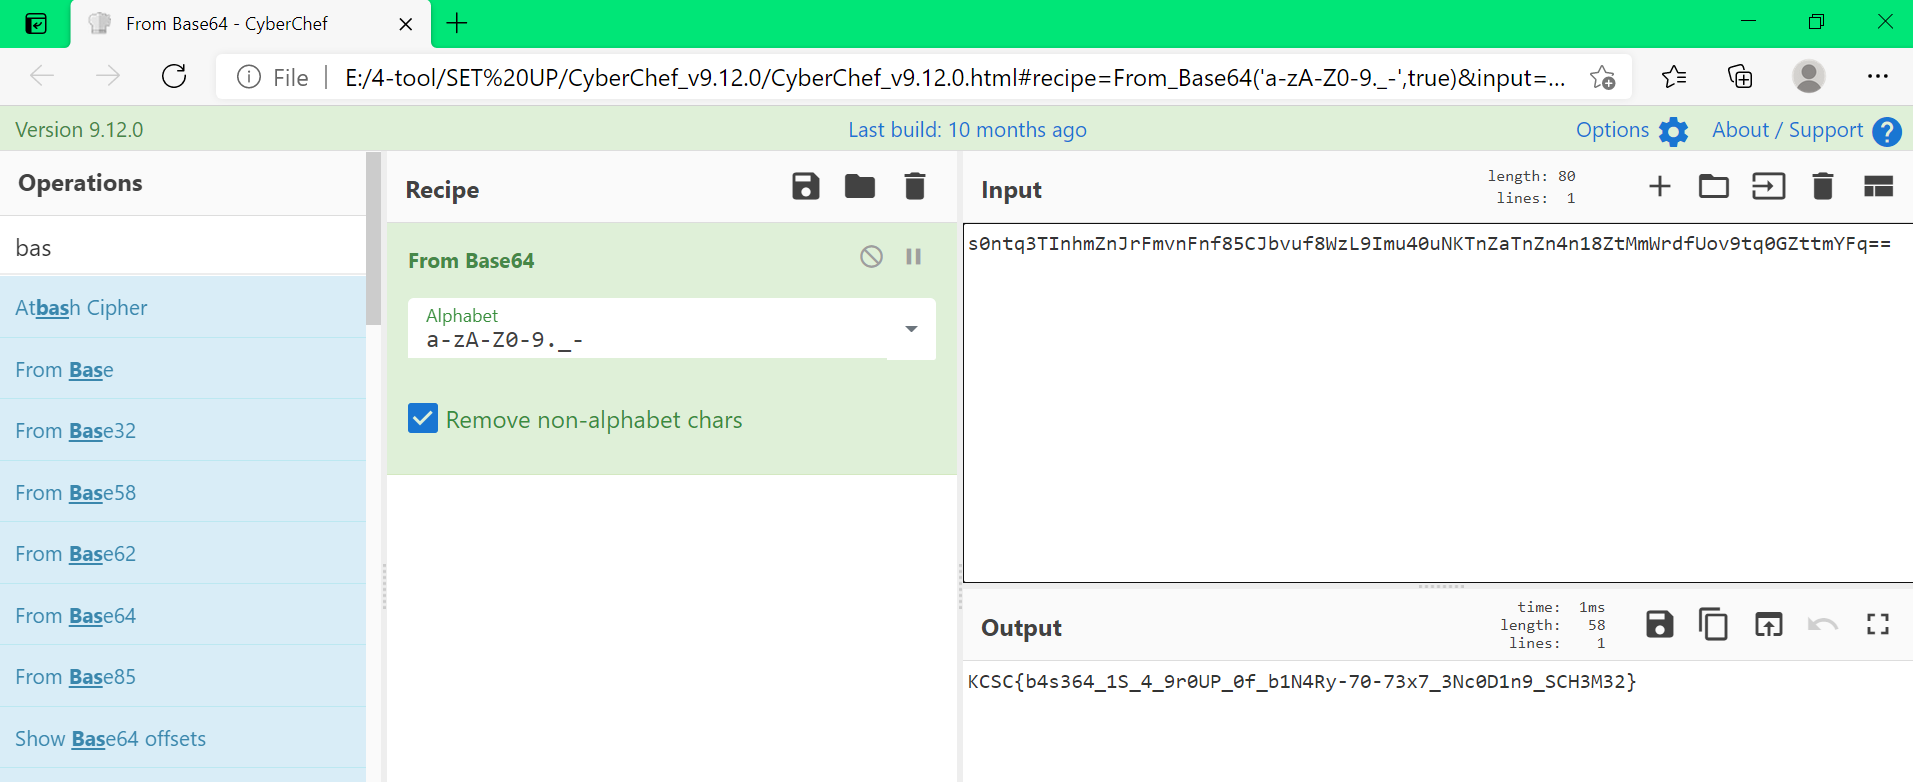 From Base64 - CyberChef
File | E:/4-tool/SET%20UP/CyberChef_v9.12.0/CyberChef_v9.12.0.html#recipe=From_Base64('a-zA-Z0-9._-',true)&input=...
Version 9.12.0
Last build: 10 months ago
Options
About / Support
Operations
bas
Atbash Cipher
From Base
From Base32
From Base58
From Base62
From Base64
From Base85
Show Base64 offsets
Recipe
From Base64
Alphabet
a-zA-Z0-9._-
Remove non-alphabet chars
Input
length: 80
lines: 1
s0ntq3TInhmZnJrFmvnFnf85CJbvuf8WzL9Imu40uNKTnZaTnZn4n18ZtMmWrdfUov9tq0GZttmYFq==
Output
time: 1ms
length: 58
lines: 1
KCSC{b4s364_1S_4_9r0UP_0f_b1N4Ry-70-73x7_3Nc0D1n9_SCH3M32}